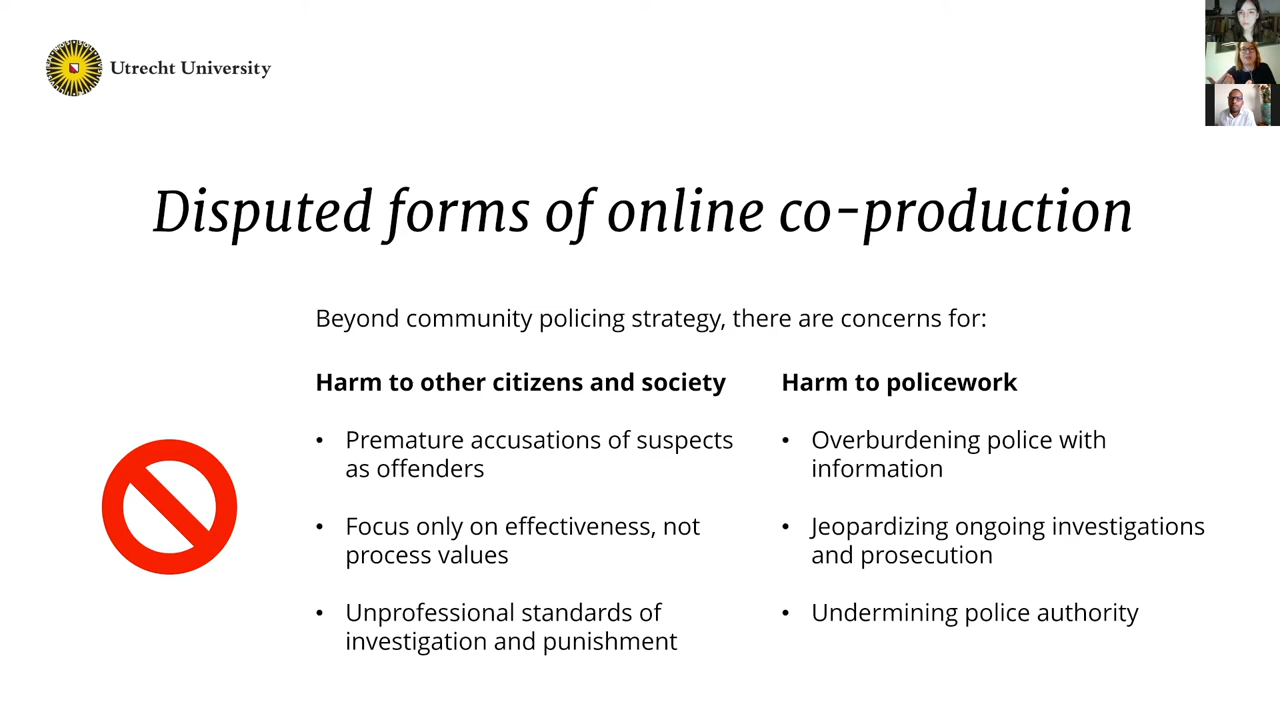 Utrecht University
Disputed forms of online co-production
Beyond community policing strategy, there are concerns for:
Harm to other citizens and society
• Premature accusations of suspects
as offenders
• Focus only on effectiveness, not
process values
• Unprofessional standards of
investigation and punishment
Harm to policework
• Overburdening police with
information
• Jeopardizing ongoing investigations
and prosecution
• Undermining police authority